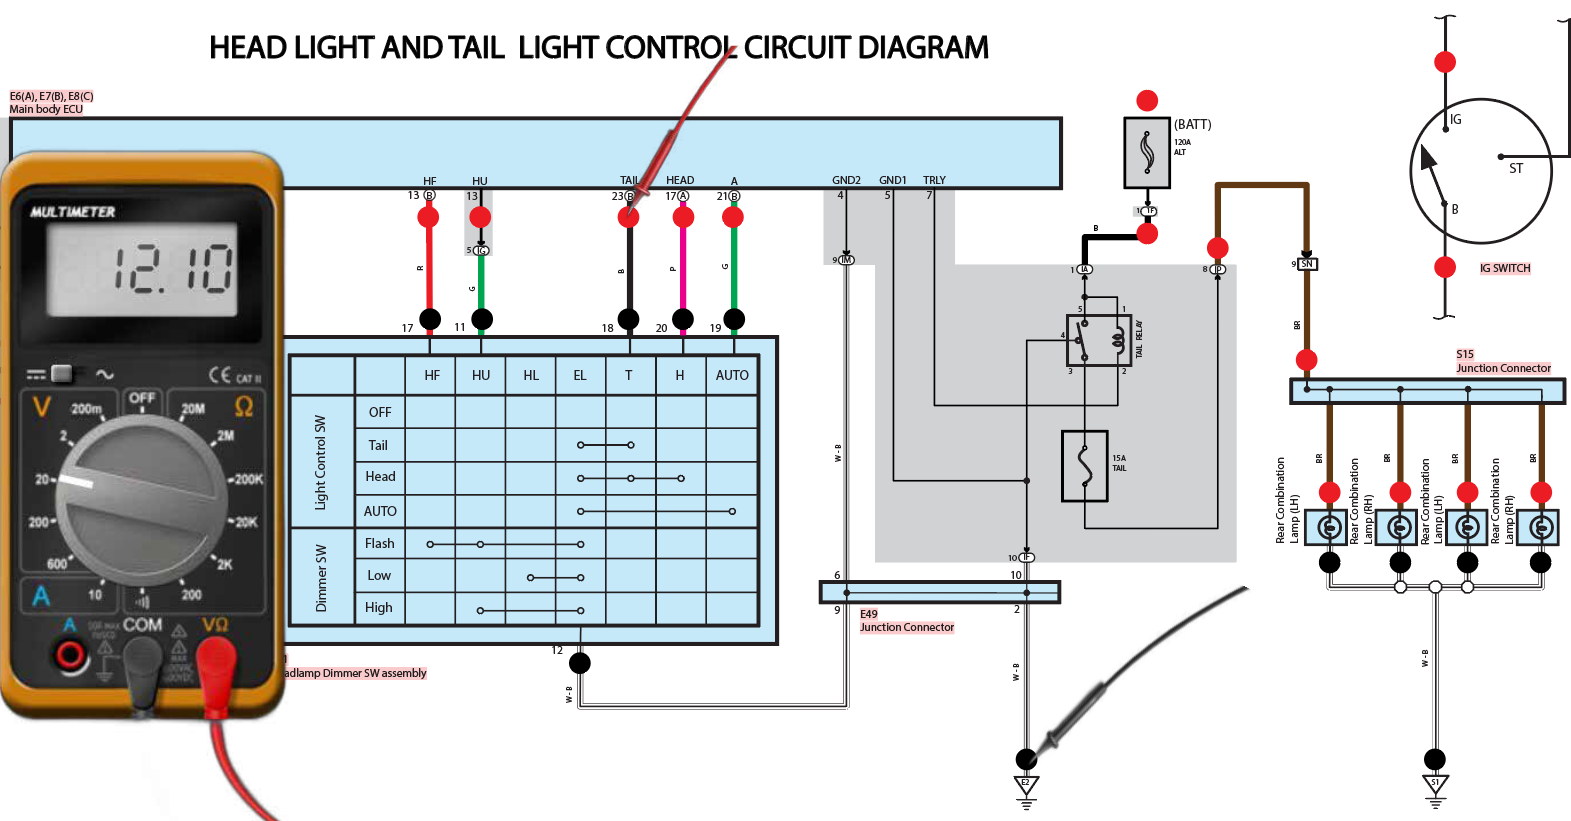 HEAD LIGHT AND TAIL LIGHT CONTROL CIRCUIT DIAGRAM
E6(A), E7(B), E8(C)
Main body ECU
HF
HU
TAIL
HEAD
A
GND2
GND1
TRLY
13 B
13
23 B
17 A
21 B
4
5
7
5 IG
9 IM
R
G
B
P
G
17
11
18
20
19
HF
HU
HL
EL
T
H
AUTO
Light Control SW
OFF
Tail
Head
AUTO
Dimmer SW
Flash
Low
High
12
W - B
adlamp Dimmer SW assembly
MULTIMETER
12.10
CE CAT II
V
200m
OFF
20M
Ω
2
2M
20
200K
200
20K
600
2K
A
10
200
A
COM
VΩ
(BATT)
120A
ALT
1 IF
B
1 IA
8 IP
5
1
4
3
2
TAIL RELAY
15A
TAIL
W - B
10 IF
6
10
9
2
E49
Junction Connector
W - B
E2
9 SN
BR
S15
Junction Connector
BR
BR
BR
BR
Rear Combination
Lamp (LH)
Rear Combination
Lamp (RH)
Rear Combination
Lamp (LH)
Rear Combination
Lamp (RH)
W - B
S1
IG
ST
B
IG SWITCH